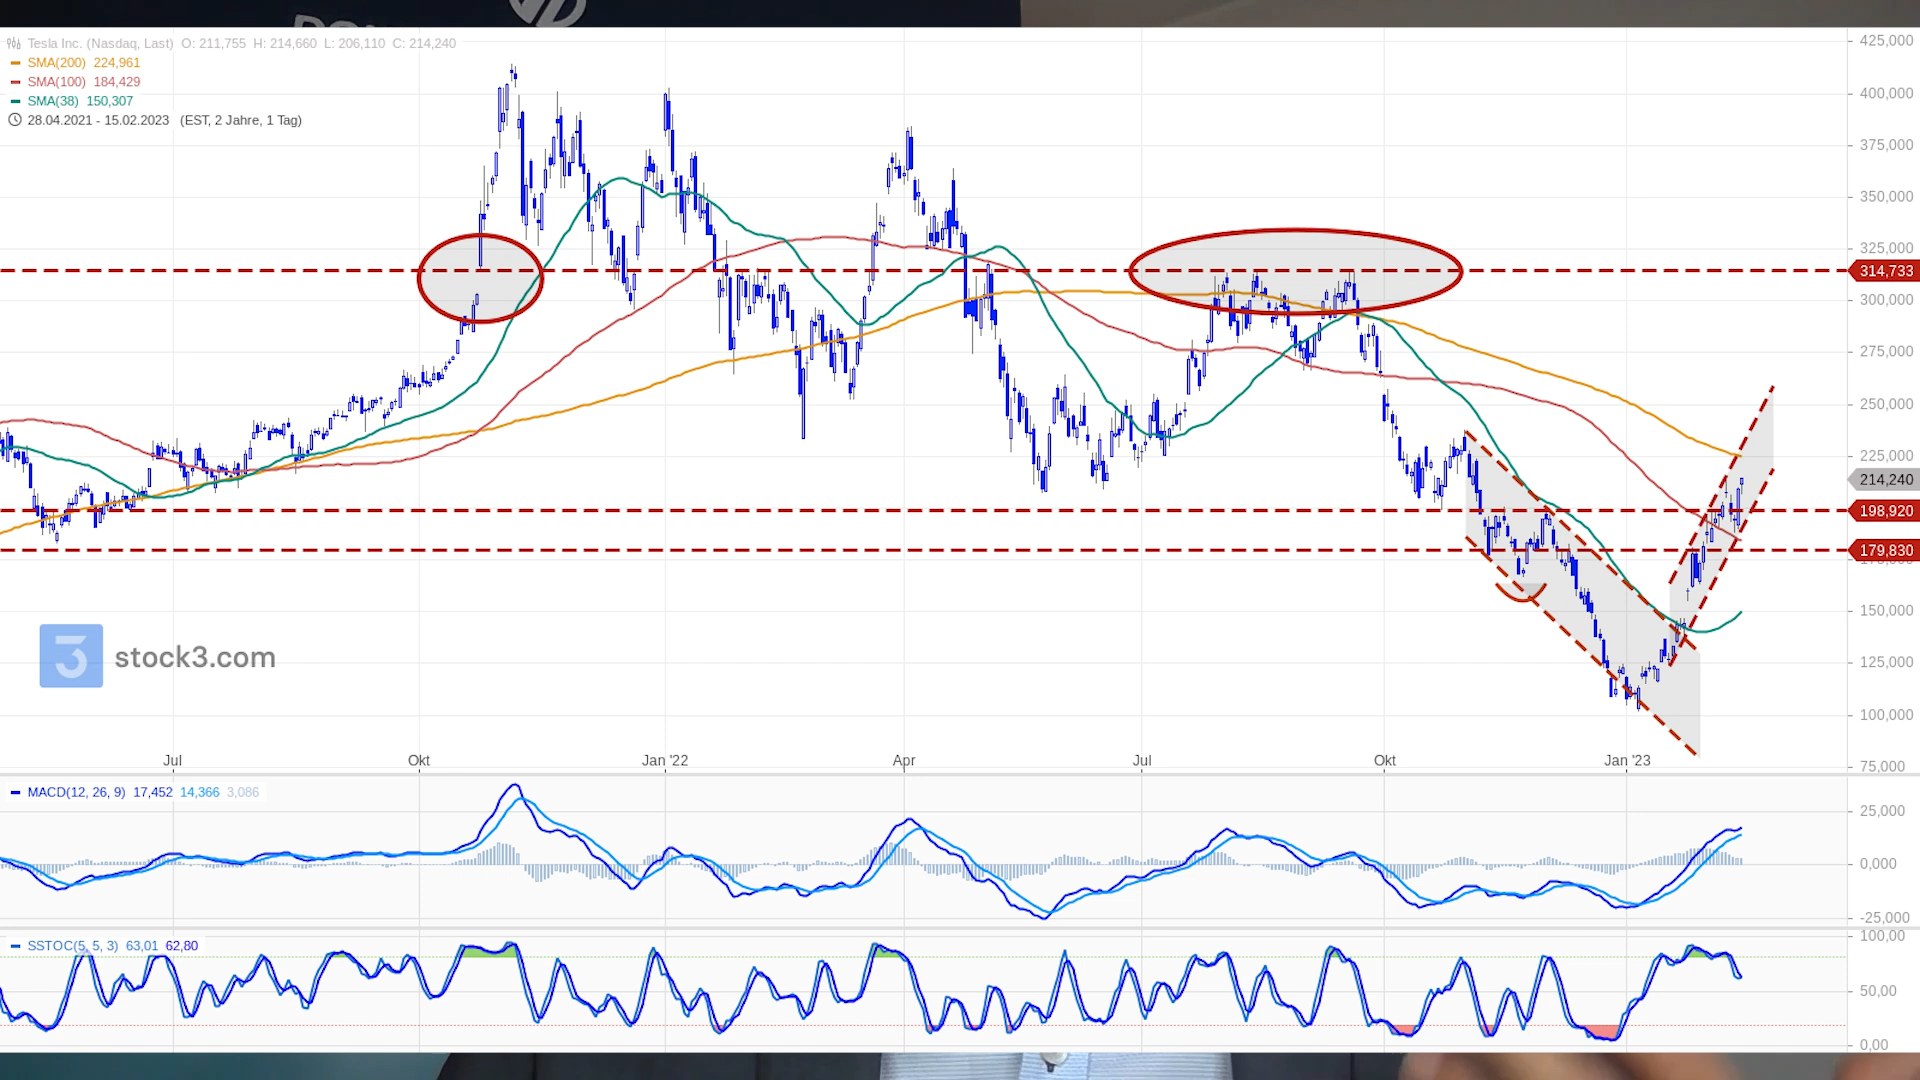 Tesla Inc. (Nasdaq, Last) O: 211,755 H: 214,660 L: 206,110 C: 214,240
SMA(200) 224,961
SMA(100) 184,429
SMA(38) 150,307
28.04.2021 - 15.02.2023 (EST, 2 Jahre, 1 Tag)
425,000
400,000
375,000
350,000
325,000
314,733
300,000
275,000
250,000
225,000
214,240
198,920
179,830
150,000
125,000
100,000
75,000
3 stock3.com
Jul Okt Jan '22 Apr Jul Okt Jan '23
MACD(12, 26, 9) 17,452 14,366 3,086
25,000
0,000
-25,000
SSTOC(5, 5, 3) 63,01 62,80
100,00
50,00
0,00